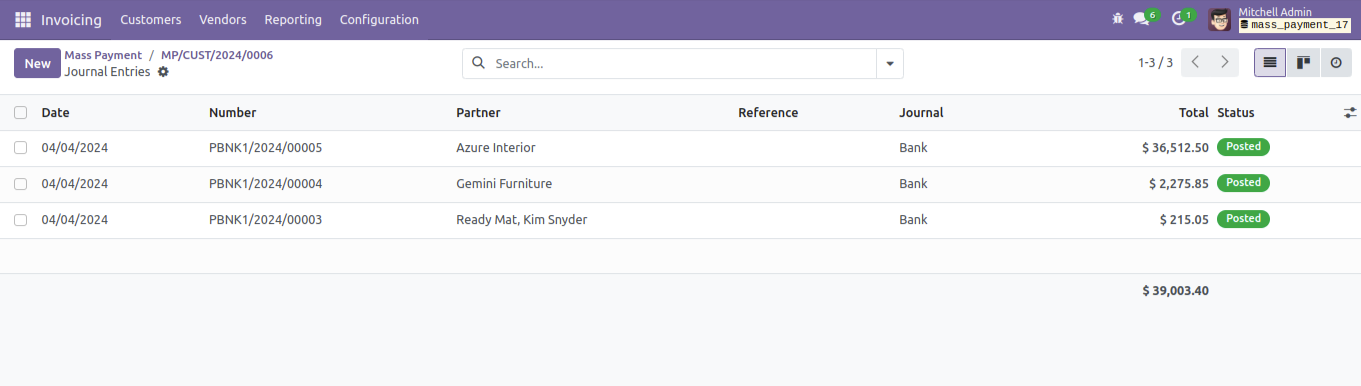 Invoicing Customers Vendors Reporting Configuration 6 1 Mitchell Admin
mass_payment_17
New Mass Payment / MP/CUST/2024/0006
Journal Entries
Search...
1-3 / 3
Date Number Partner Reference Journal Total Status
04/04/2024 PBNK1/2024/00005 Azure Interior Bank $ 36,512.50 Posted
04/04/2024 PBNK1/2024/00004 Gemini Furniture Bank $ 2,275.85 Posted
04/04/2024 PBNK1/2024/00003 Ready Mat, Kim Snyder Bank $ 215.05 Posted
$ 39,003.40